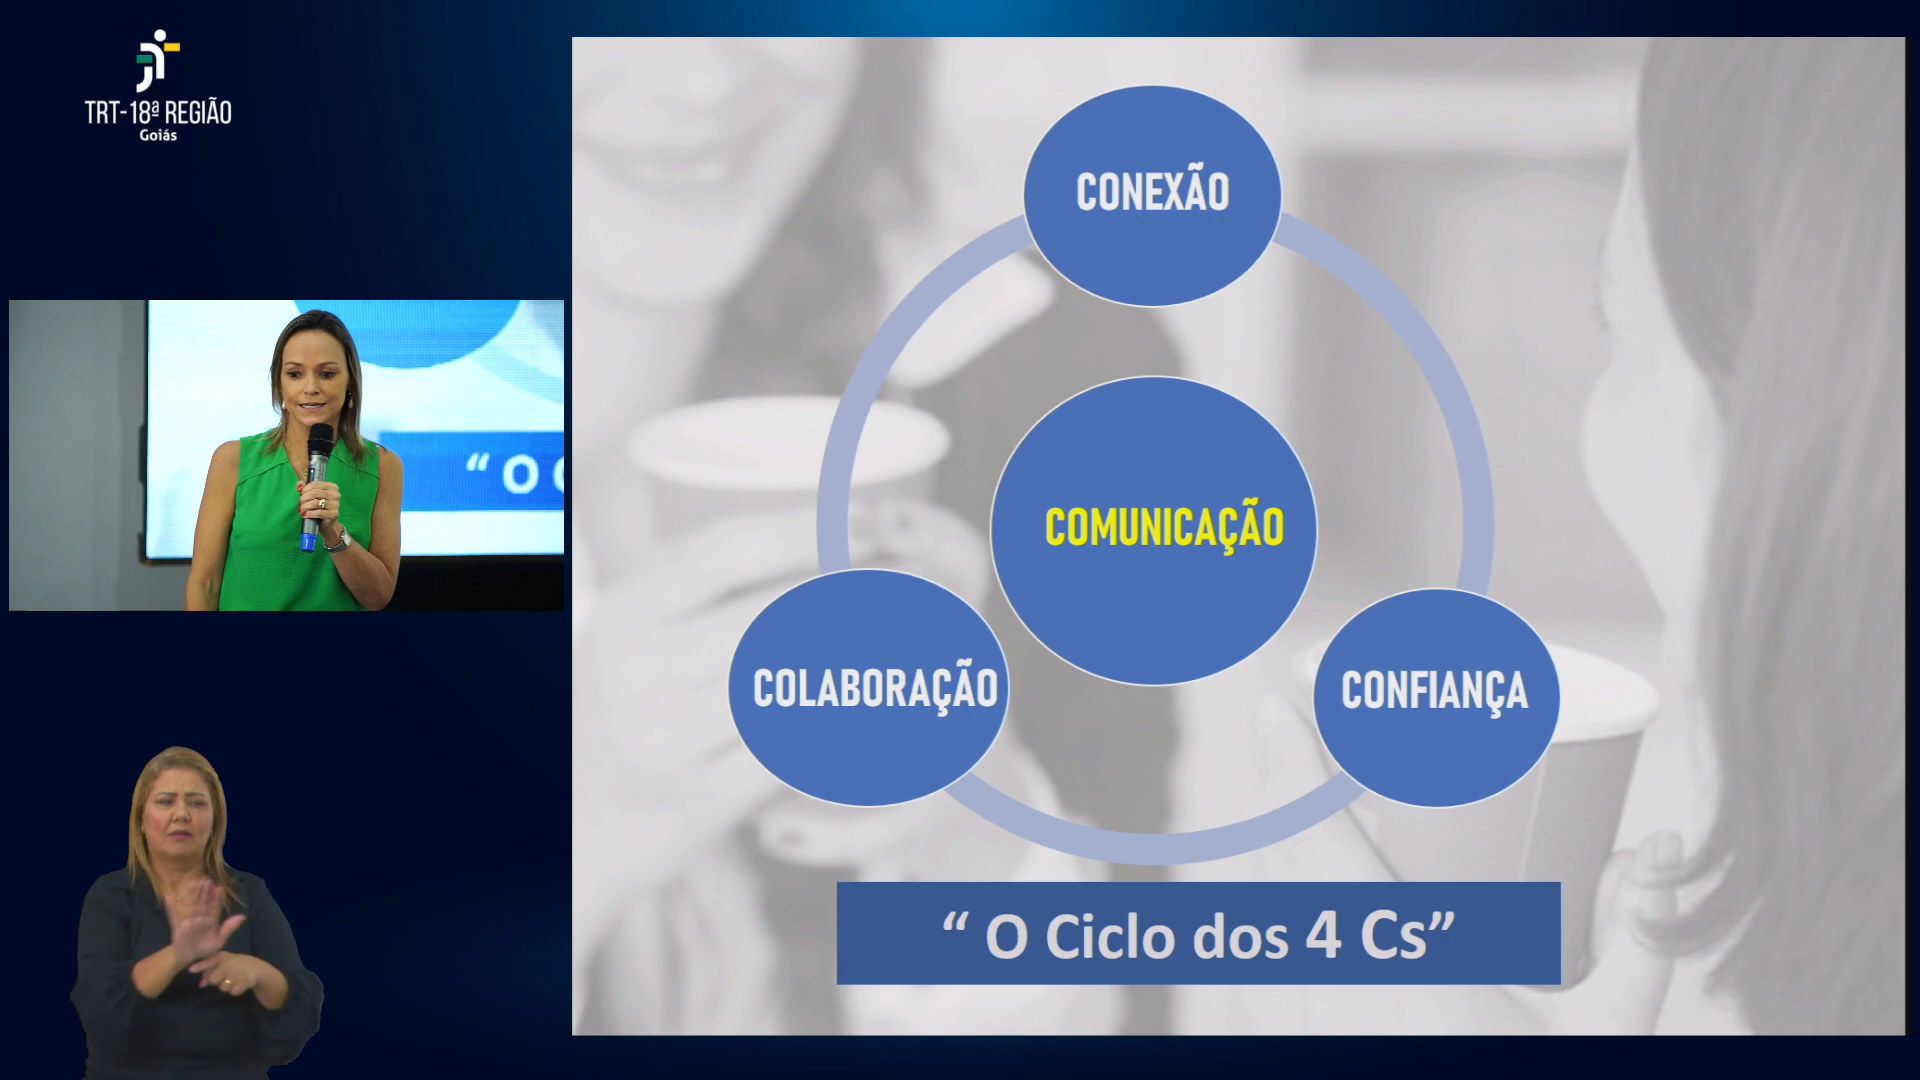 TRT-18ª REGIÃO
Goiás
CONEXÃO
COMUNICAÇÃO
COLABORAÇÃO
CONFIANÇA
“ O Ciclo dos 4 Cs”
“ O